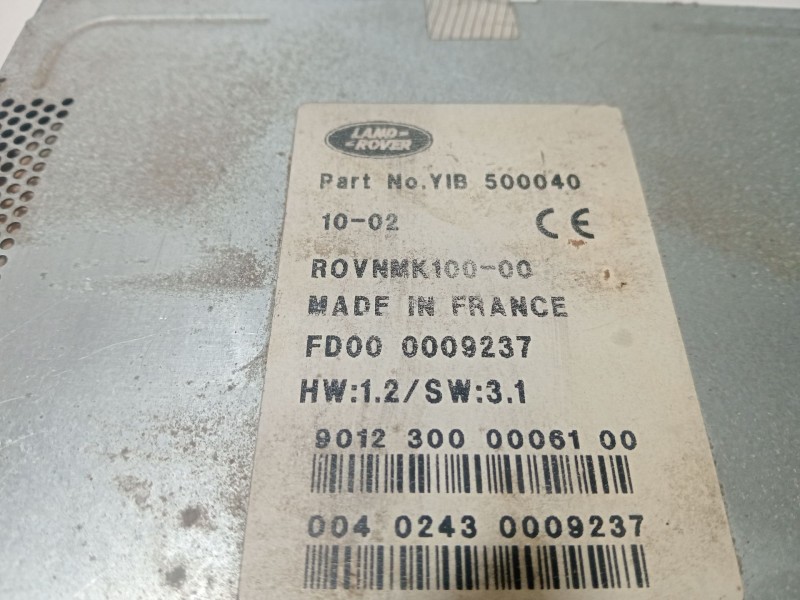 LAND-
-ROVER
Part No.YIB 500040
10-02 CE
ROVNMK100-00
MADE IN FRANCE
FD00 0009237
HW:1.2/SW:3.1
9012 300 00061 00
004 0243 0009237